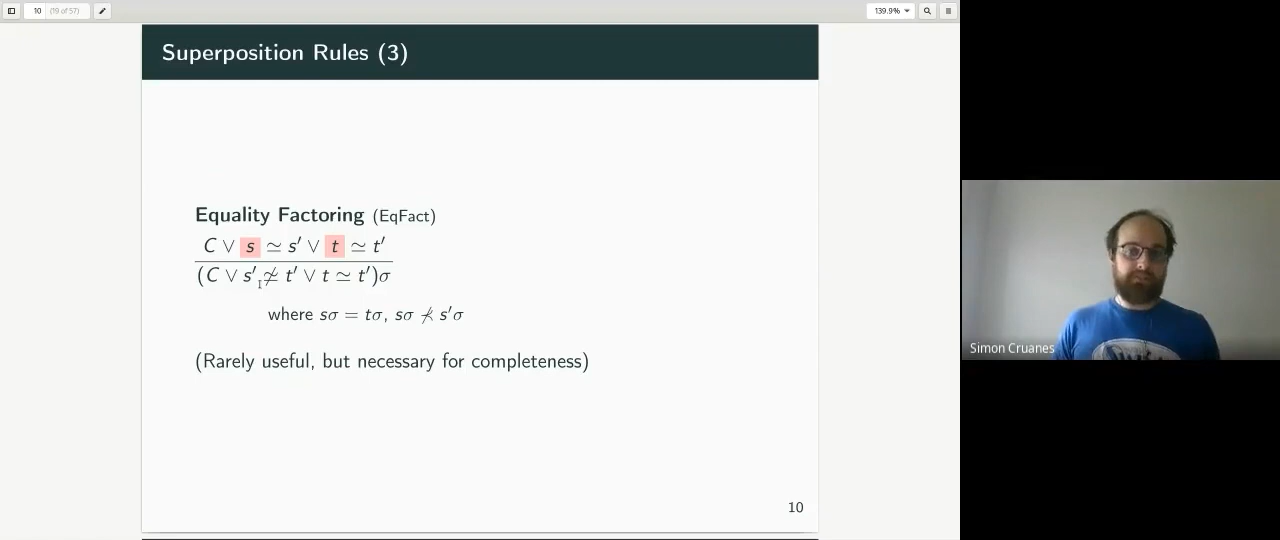 10 (19 of 57) 139.9%
Superposition Rules (3)
Equality Factoring (EqFact)
C ∨ s ≃ s′ ∨ t ≃ t′
(C ∨ s′ ≄ t′ ∨ t ≃ t′)σ
where sσ = tσ, sσ ⊀ s′σ
(Rarely useful, but necessary for completeness)
10
Simon Cruanes